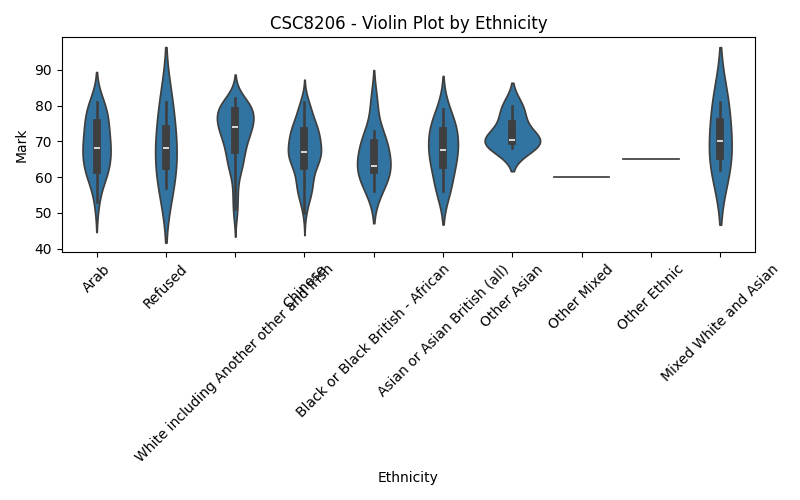 CSC8206 - Violin Plot by Ethnicity
Mark
90
80
70
60
50
40
Arab
Refused
White including Another other and Irish
Chinese
Black or Black British - African
Asian or Asian British (all)
Other Asian
Other Mixed
Other Ethnic
Mixed White and Asian
Ethnicity